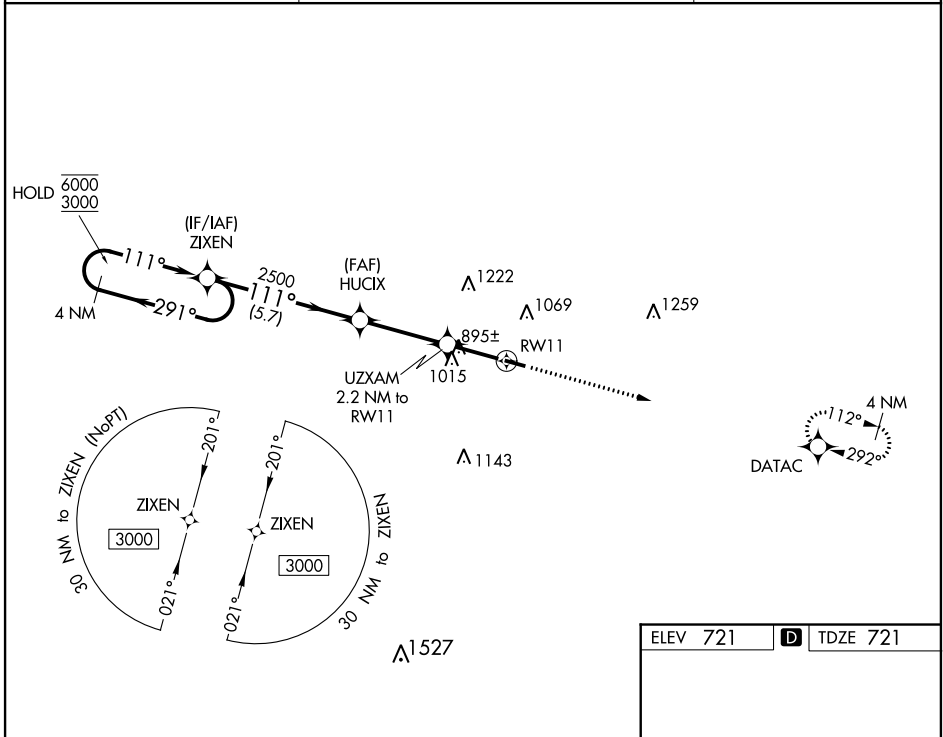 HOLD 6000
3000
(IF/IAF)
ZIXEN
111°
291°
4 NM
2500
111°
(5.7)
(FAF)
HUCIX
1222
1069
1259
895±
1015
RW11
UZXAM
2.2 NM to
RW11
1143
4 NM
112°
292°
DATAC
30 NM to ZIXEN (NoPT)
201°
ZIXEN
3000
021°
201°
ZIXEN
3000
021°
30 NM to ZIXEN
1527
ELEV 721 D TDZE 721